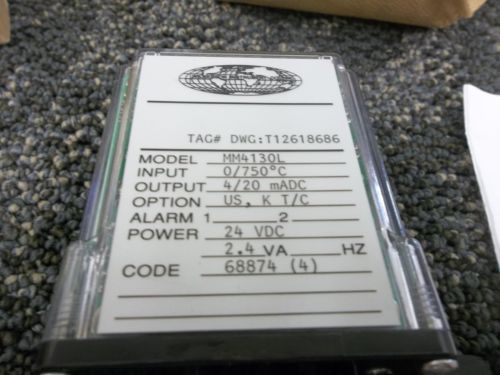 TAG# DWG:T12618686
MODEL MM4130L
INPUT 0/750°C
OUTPUT 4/20 mADC
OPTION US, K T/C
ALARM 1 2
POWER 24 VDC
2.4 VA HZ
CODE 68874 (4)